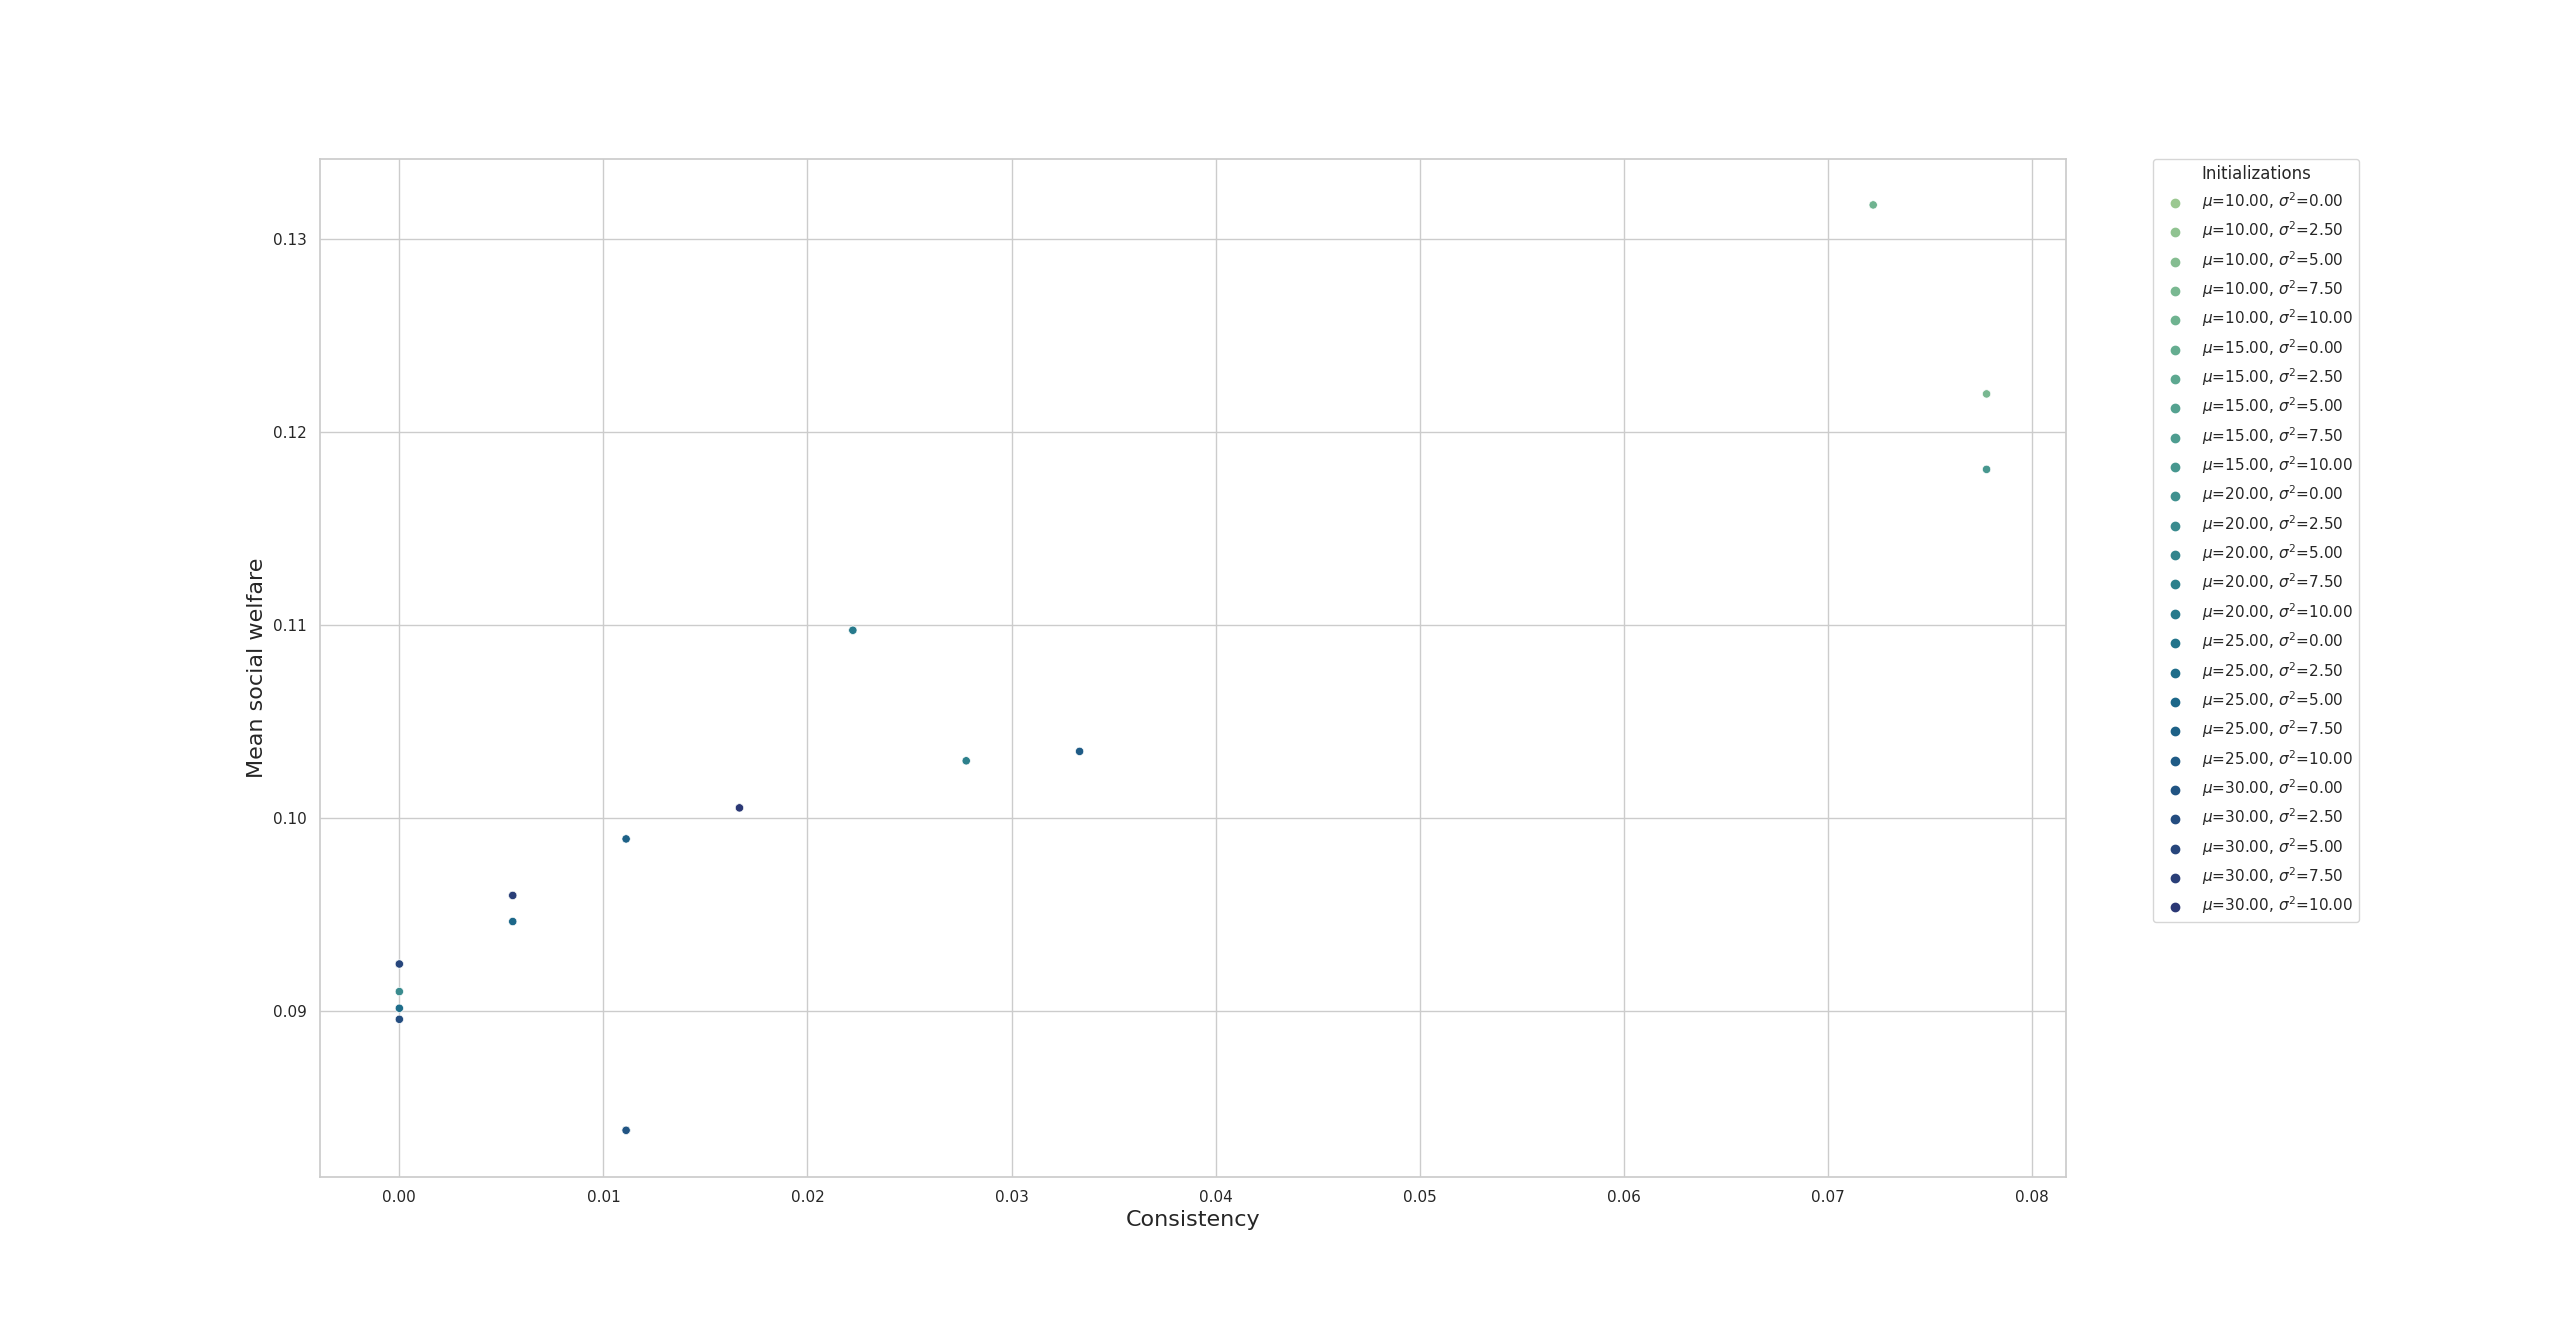 Initializations
μ=10.00, σ²=0.00
μ=10.00, σ²=2.50
μ=10.00, σ²=5.00
μ=10.00, σ²=7.50
μ=10.00, σ²=10.00
μ=15.00, σ²=0.00
μ=15.00, σ²=2.50
μ=15.00, σ²=5.00
μ=15.00, σ²=7.50
μ=15.00, σ²=10.00
μ=20.00, σ²=0.00
μ=20.00, σ²=2.50
μ=20.00, σ²=5.00
μ=20.00, σ²=7.50
μ=20.00, σ²=10.00
μ=25.00, σ²=0.00
μ=25.00, σ²=2.50
μ=25.00, σ²=5.00
μ=25.00, σ²=7.50
μ=25.00, σ²=10.00
μ=30.00, σ²=0.00
μ=30.00, σ²=2.50
μ=30.00, σ²=5.00
μ=30.00, σ²=7.50
μ=30.00, σ²=10.00
Mean social welfare
0.13
0.12
0.11
0.10
0.09
0.00 0.01 0.02 0.03 0.04 0.05 0.06 0.07 0.08
Consistency